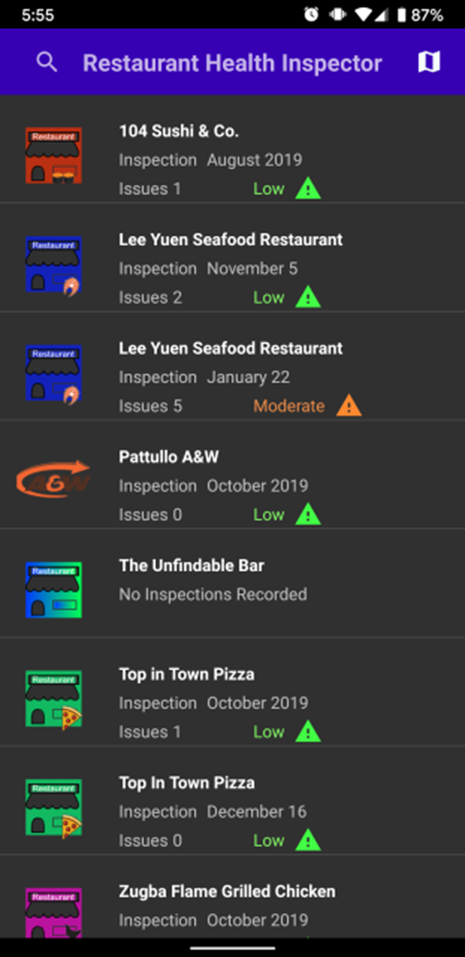 5:55 87%
Restaurant Health Inspector
Restaurant
104 Sushi & Co.
Inspection August 2019
Issues 1 Low
Restaurant
Lee Yuen Seafood Restaurant
Inspection November 5
Issues 2 Low
Restaurant
Lee Yuen Seafood Restaurant
Inspection January 22
Issues 5 Moderate
A&W
Pattullo A&W
Inspection October 2019
Issues 0 Low
Restaurant
The Unfindable Bar
No Inspections Recorded
Restaurant
Top in Town Pizza
Inspection October 2019
Issues 1 Low
Restaurant
Top In Town Pizza
Inspection December 16
Issues 0 Low
Restaurant
Zugba Flame Grilled Chicken
Inspection October 2019